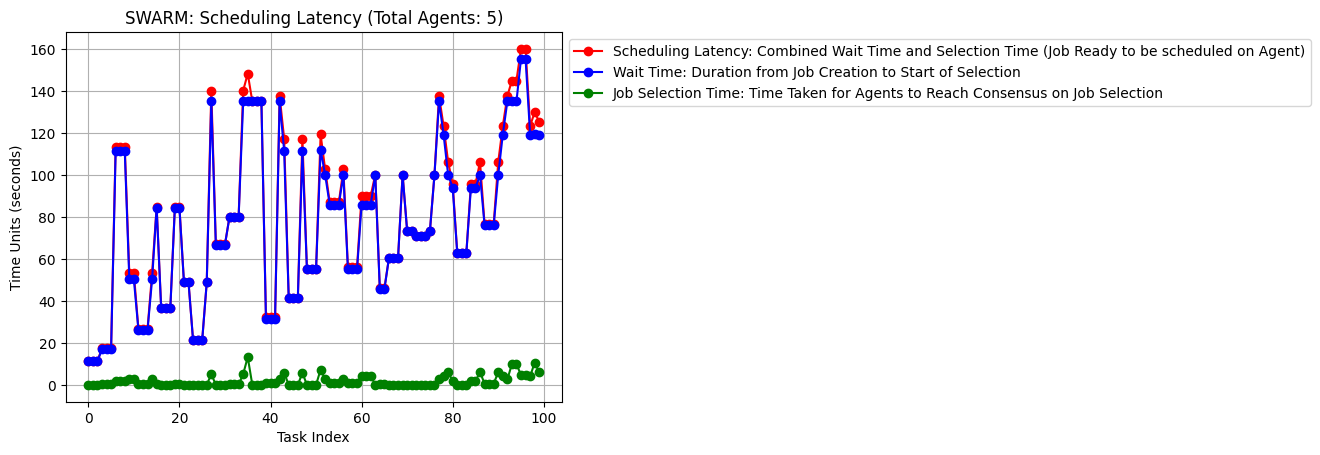 SWARM: Scheduling Latency (Total Agents: 5)
Scheduling Latency: Combined Wait Time and Selection Time (Job Ready to be scheduled on Agent)
Wait Time: Duration from Job Creation to Start of Selection
Job Selection Time: Time Taken for Agents to Reach Consensus on Job Selection
Time Units (seconds)
160
140
120
100
80
60
40
20
0
0 20 40 60 80 100
Task Index